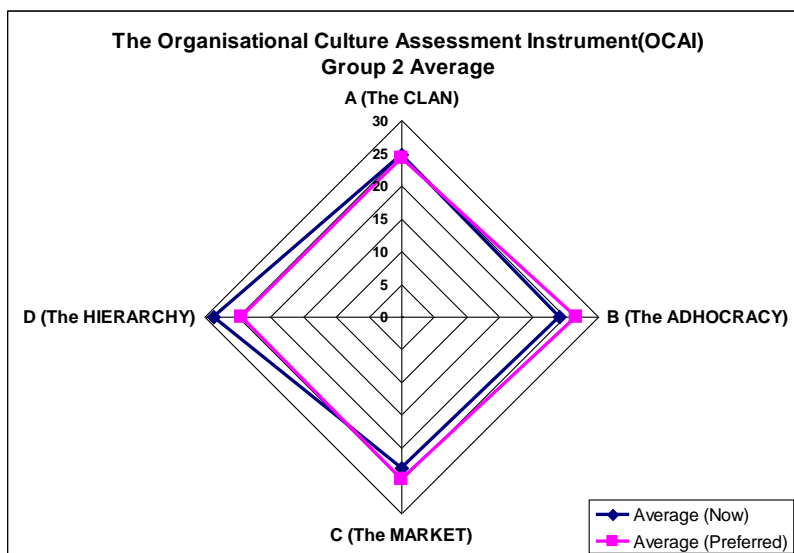 The Organisational Culture Assessment Instrument(OCAI)
Group 2 Average
A (The CLAN)
30
25
20
15
10
5
0
D (The HIERARCHY)
B (The ADHOCRACY)
C (The MARKET)
Average (Now)
Average (Preferred)